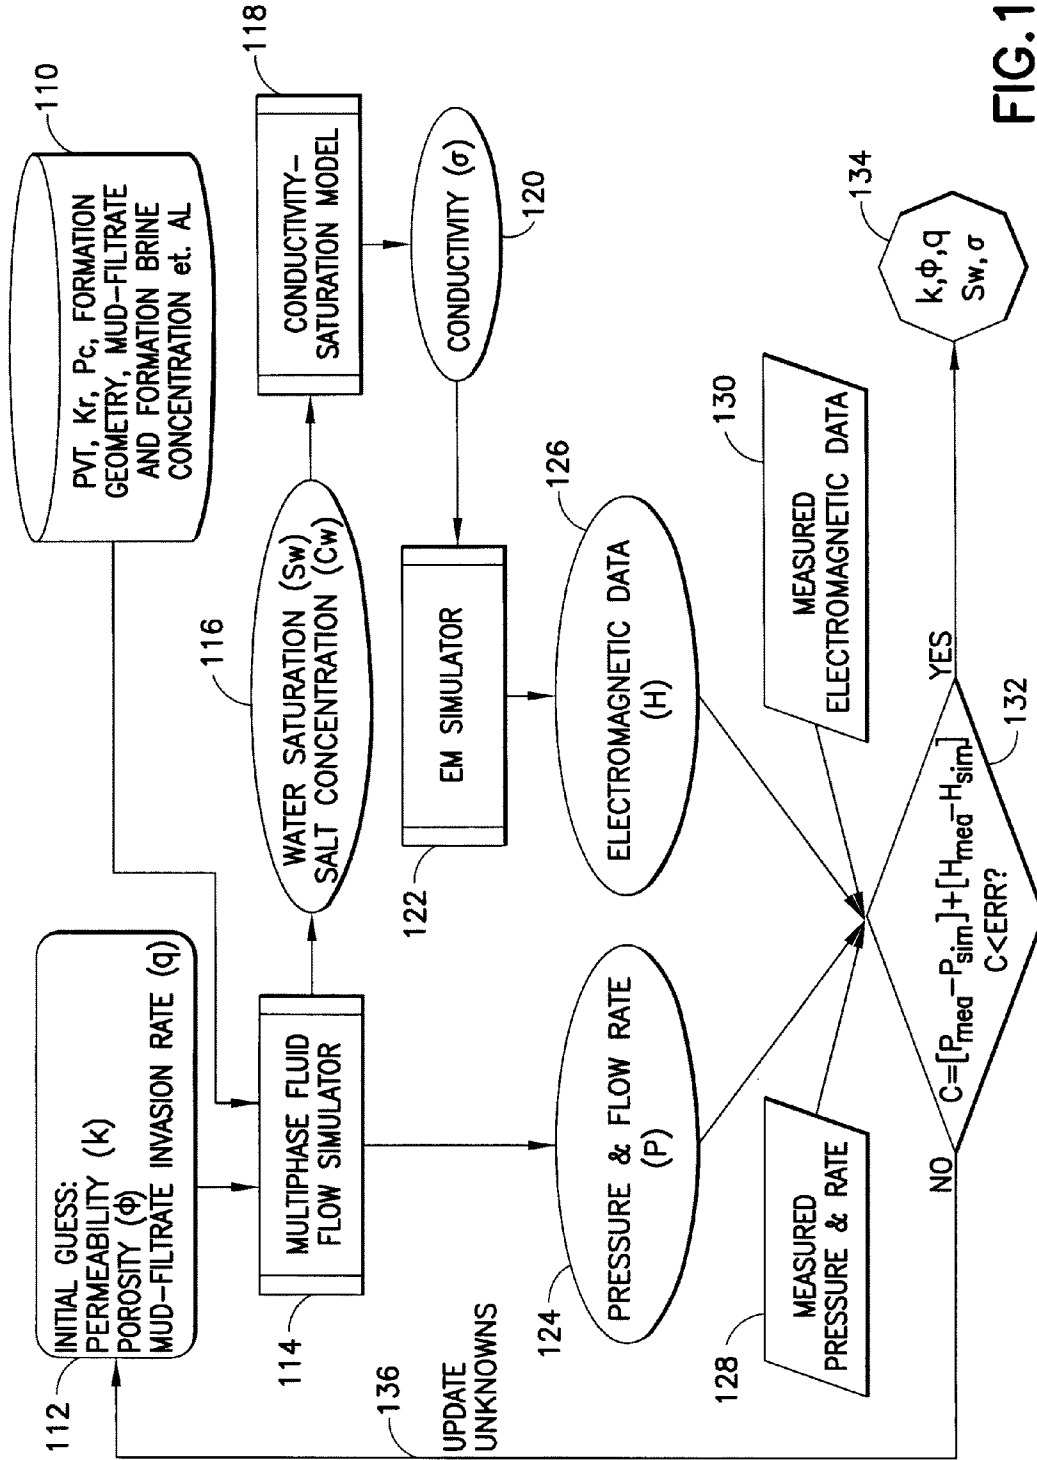 112
INITIAL GUESS:
PERMEABILITY (k)
POROSITY (ϕ)
MUD-FILTRATE INVASION RATE (q)
110
PVT, Kr, Pc, FORMATION
GEOMETRY, MUD-FILTRATE
AND FORMATION BRINE
CONCENTRATION et. AL
114
MULTIPHASE FLUID
FLOW SIMULATOR
116
WATER SATURATION (Sw)
SALT CONCENTRATION (Cw)
118
CONDUCTIVITY-
SATURATION MODEL
120
CONDUCTIVITY (σ)
122
EM SIMULATOR
124
PRESSURE & FLOW RATE
(P)
126
ELECTROMAGNETIC DATA
(H)
128
MEASURED
PRESSURE & RATE
130
MEASURED
ELECTROMAGNETIC DATA
136
UPDATE
UNKNOWNS
NO
C=[Pmea-Psim]+[Hmea-Hsim]
C<ERR?
132
YES
134
k,ϕ,q
Sw, σ
FIG.1